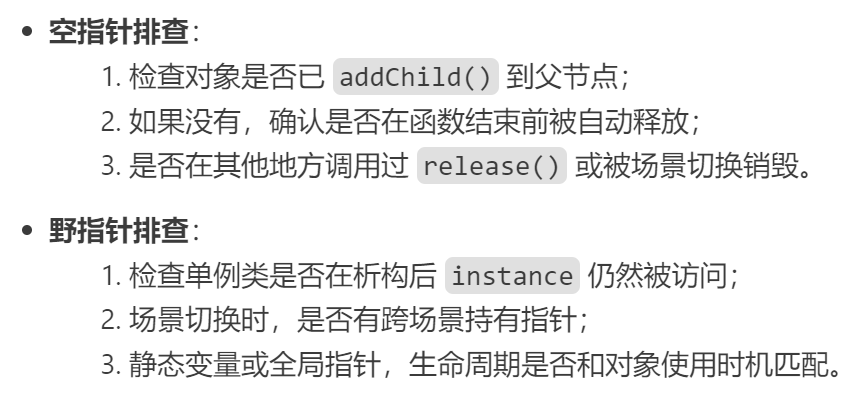 • 空指针排查：
1. 检查对象是否已 addChild() 到父节点；
2. 如果没有，确认是否在函数结束前被自动释放；
3. 是否在其他地方调用过 release() 或被场景切换销毁。
• 野指针排查：
1. 检查单例类是否在析构后 instance 仍然被访问；
2. 场景切换时，是否有跨场景持有指针；
3. 静态变量或全局指针，生命周期是否和对象使用时机匹配。